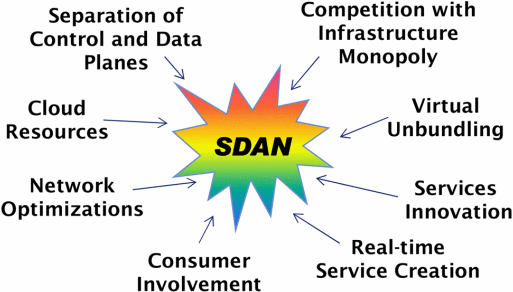 Separation of
Control and Data
Planes
Competition with
Infrastructure
Monopoly
Cloud
Resources
SDAN
Virtual
Unbundling
Network
Optimizations
Services
Innovation
Consumer
Involvement
Real-time
Service Creation